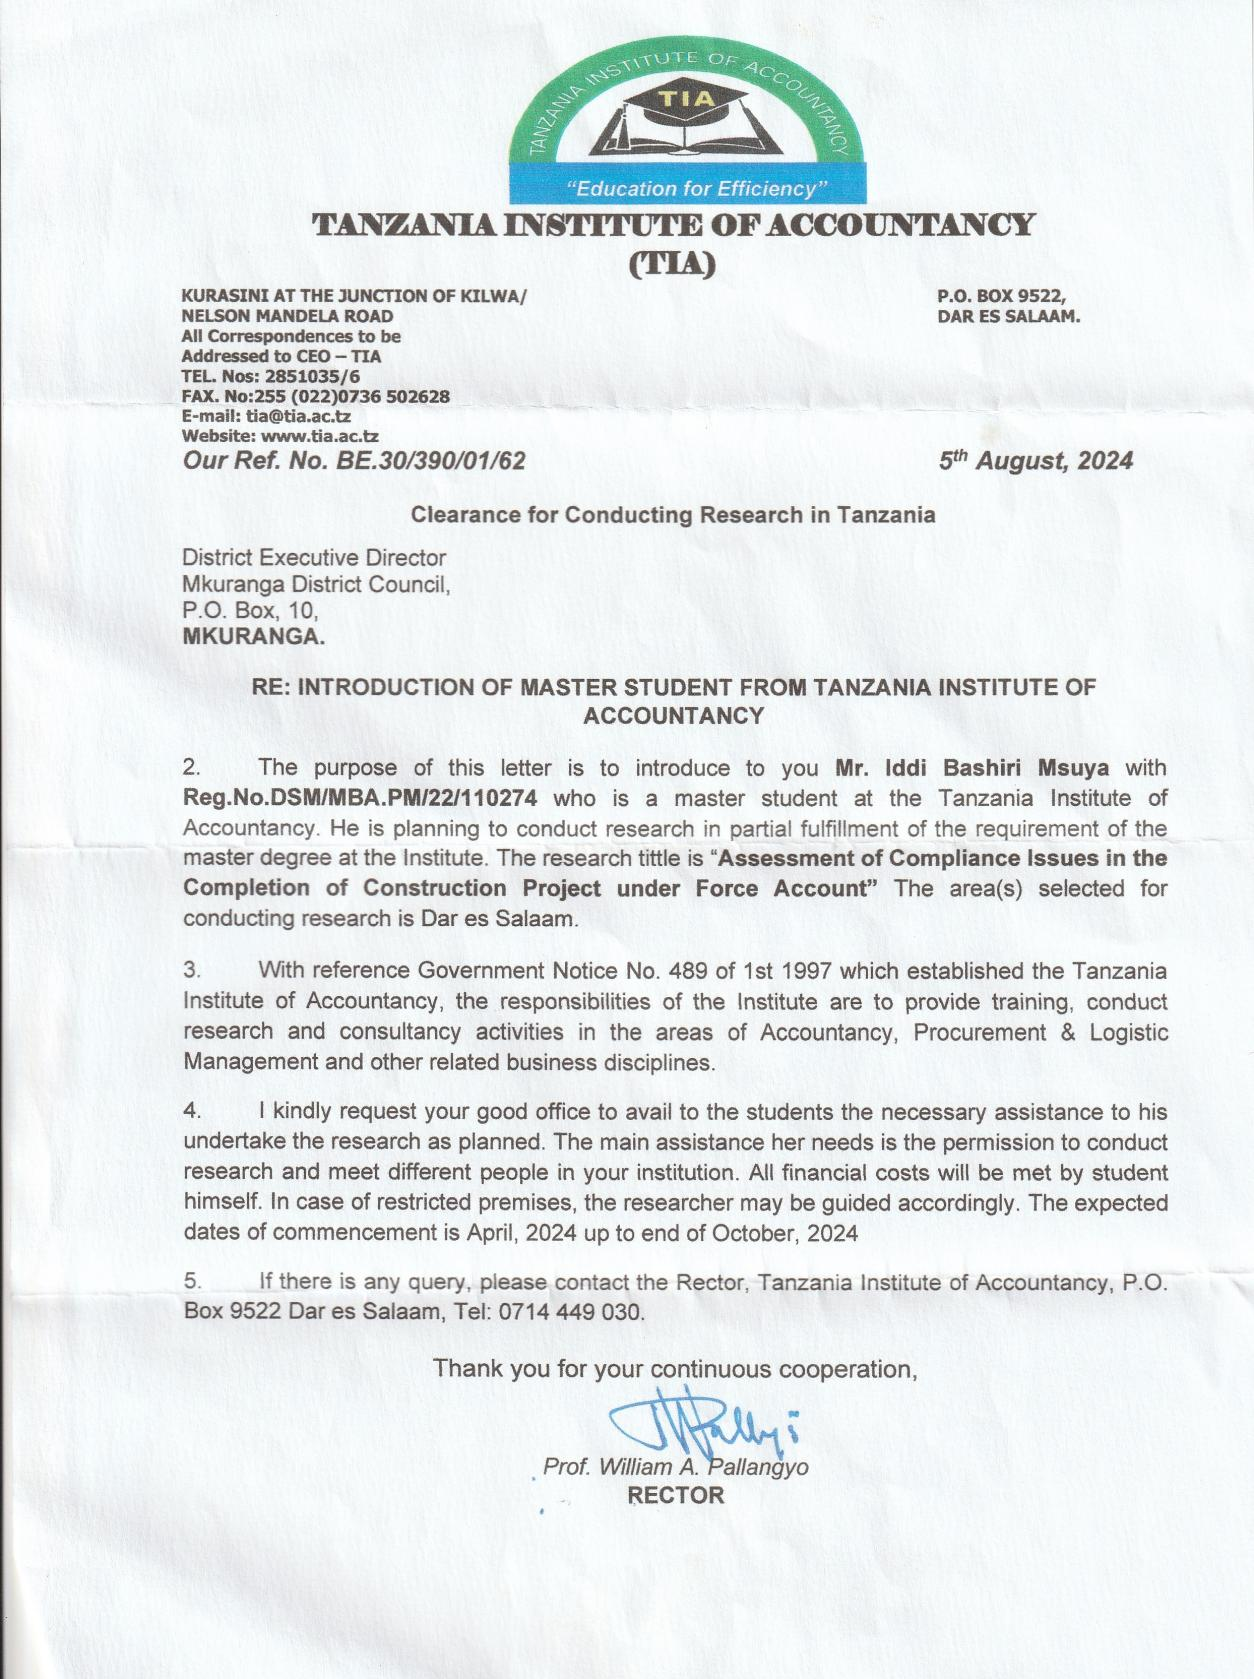 TANZANIA INSTITUTE OF ACCOUNTANCY
TIA
“Education for Efficiency”
TANZANIA INSTITUTE OF ACCOUNTANCY
(TIA)
KURASINI AT THE JUNCTION OF KILWA/
NELSON MANDELA ROAD
All Correspondences to be
Addressed to CEO – TIA
TEL. Nos: 2851035/6
FAX. No:255 (022)0736 502628
E-mail: tia@tia.ac.tz
Website: www.tia.ac.tz
P.O. BOX 9522,
DAR ES SALAAM.
Our Ref. No. BE.30/390/01/62
5th August, 2024
Clearance for Conducting Research in Tanzania
District Executive Director
Mkuranga District Council,
P.O. Box, 10,
MKURANGA.
RE: INTRODUCTION OF MASTER STUDENT FROM TANZANIA INSTITUTE OF
ACCOUNTANCY
2. The purpose of this letter is to introduce to you Mr. Iddi Bashiri Msuya with
Reg.No.DSM/MBA.PM/22/110274 who is a master student at the Tanzania Institute of
Accountancy. He is planning to conduct research in partial fulfillment of the requirement of the
master degree at the Institute. The research tittle is “Assessment of Compliance Issues in the
Completion of Construction Project under Force Account” The area(s) selected for
conducting research is Dar es Salaam.
3. With reference Government Notice No. 489 of 1st 1997 which established the Tanzania
Institute of Accountancy, the responsibilities of the Institute are to provide training, conduct
research and consultancy activities in the areas of Accountancy, Procurement & Logistic
Management and other related business disciplines.
4. I kindly request your good office to avail to the students the necessary assistance to his
undertake the research as planned. The main assistance her needs is the permission to conduct
research and meet different people in your institution. All financial costs will be met by student
himself. In case of restricted premises, the researcher may be guided accordingly. The expected
dates of commencement is April, 2024 up to end of October, 2024
5. If there is any query, please contact the Rector, Tanzania Institute of Accountancy, P.O.
Box 9522 Dar es Salaam, Tel: 0714 449 030.
Thank you for your continuous cooperation,
Prof. William A. Pallangyo
RECTOR